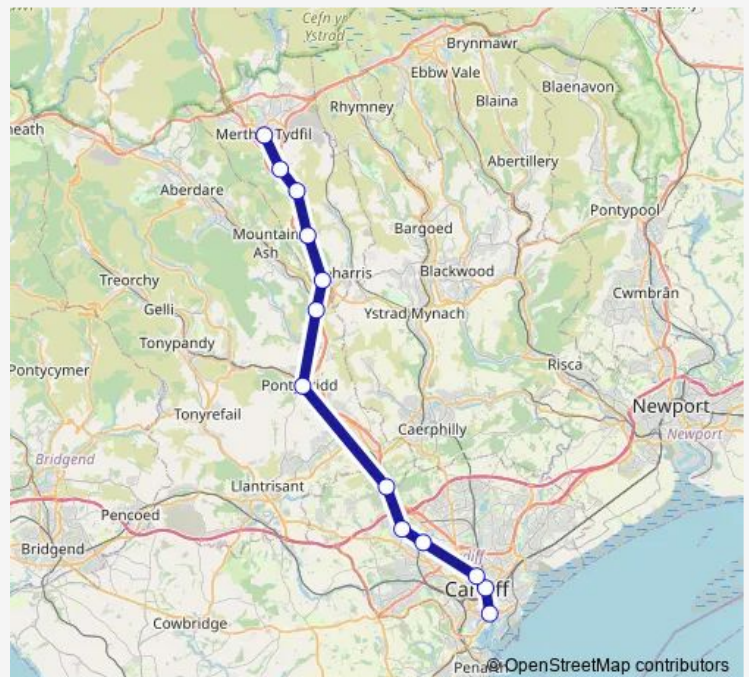 Cefn yr
Ystrad
Brynmawr
Ebbw Vale
Blaenavon
Rhymney
Blaina
Tydfil
Abertillery
Aberdare
Pontypool
Mountain
Ash
Bargoed
Treorchy
Blackwood
Cwmbrân
Gelli
Ystrad Mynach
Tonypandy
Risca
Pontycymer
Newport
Tonyrefail
Caerphilly
Newport
Bridgend
Llantrisant
Pencoed
Bridgend
Cowbridge
© OpenStreetMap contributors